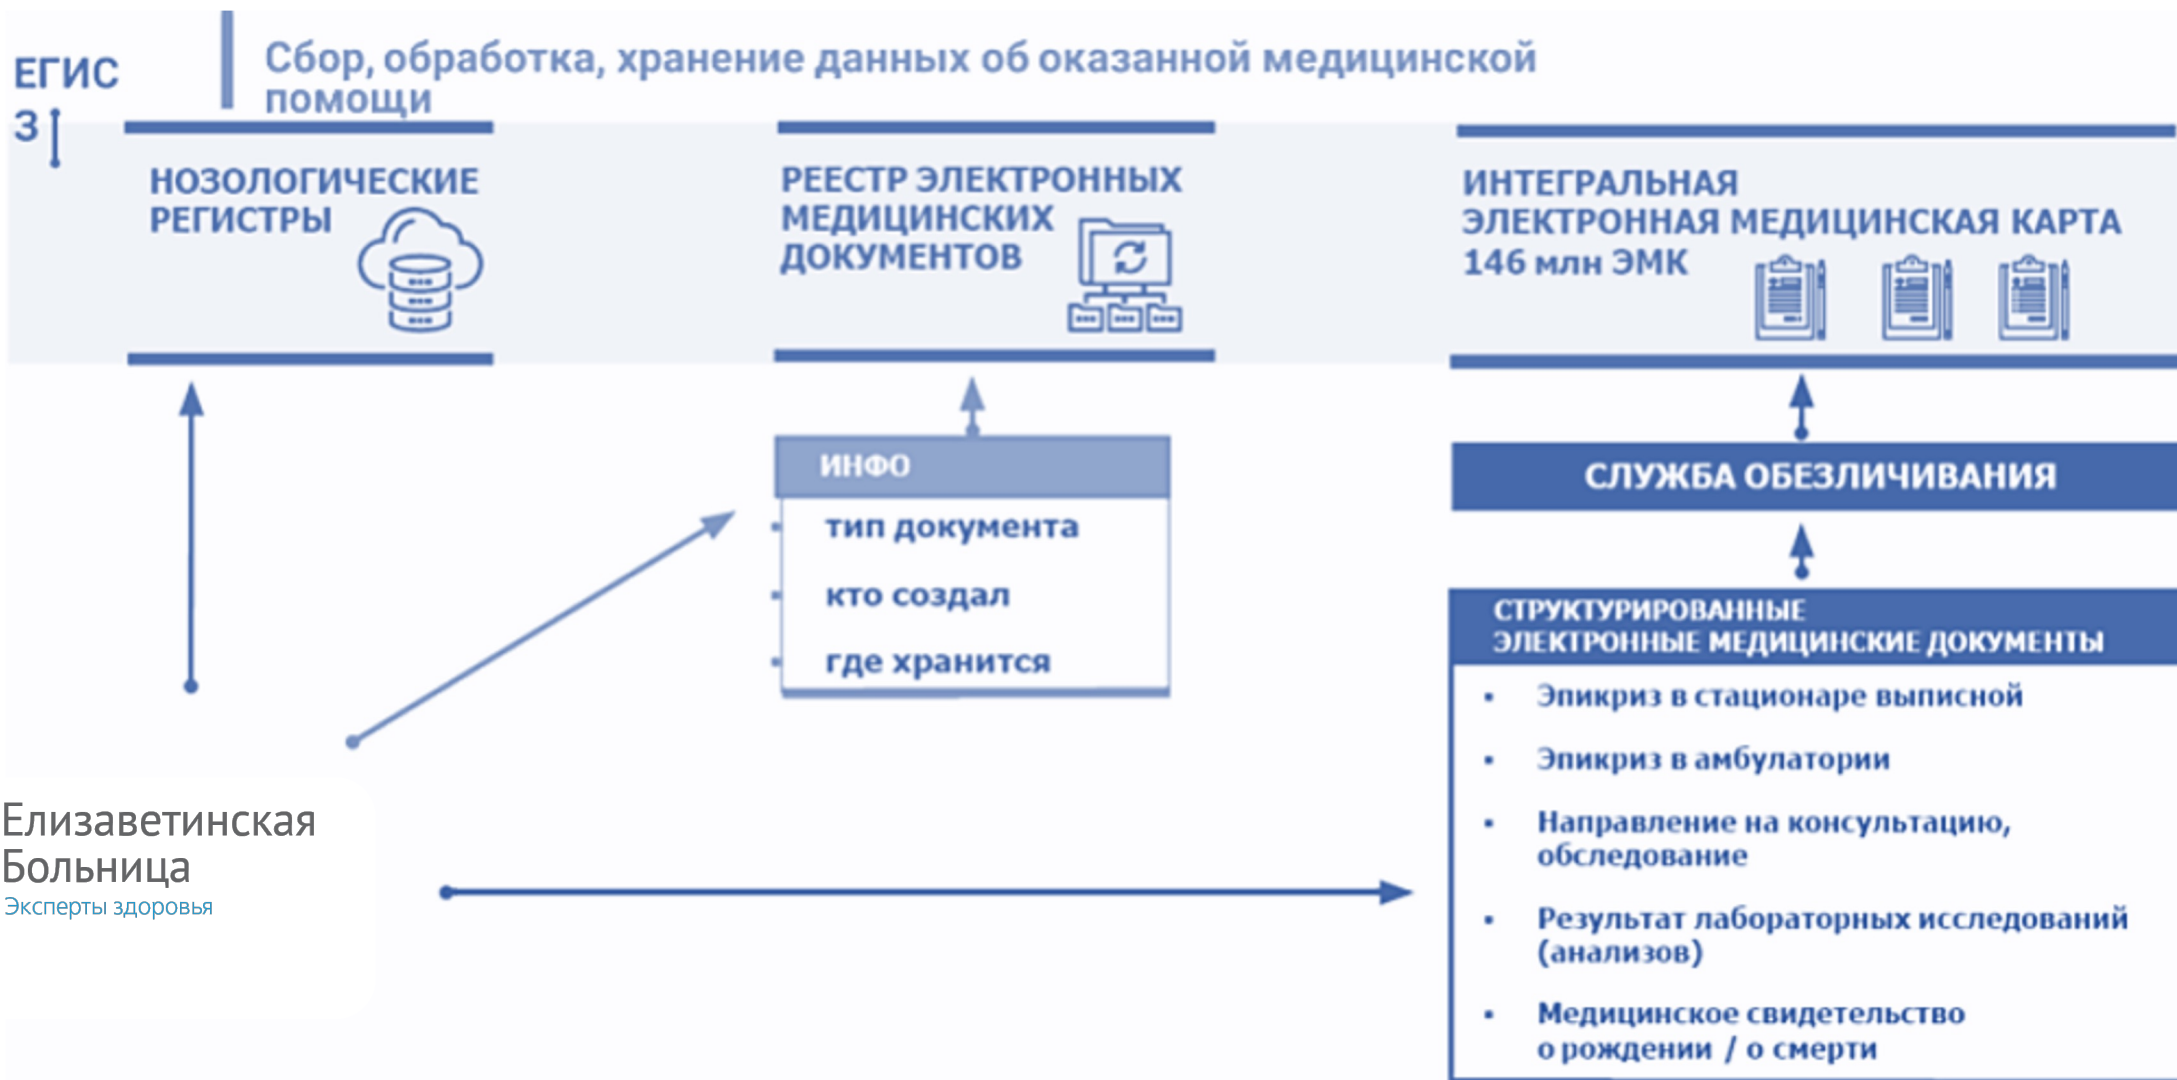 ЕГИС
З
Сбор, обработка, хранение данных об оказанной медицинской
помощи
НОЗОЛОГИЧЕСКИЕ
РЕГИСТРЫ
РЕЕСТР ЭЛЕКТРОННЫХ
МЕДИЦИНСКИХ
ДОКУМЕНТОВ
ИНТЕГРАЛЬНАЯ
ЭЛЕКТРОННАЯ МЕДИЦИНСКАЯ КАРТА
146 млн ЭМК
ИНФО
тип документа
кто создал
где хранится
СЛУЖБА ОБЕЗЛИЧИВАНИЯ
СТРУКТУРИРОВАННЫЕ
ЭЛЕКТРОННЫЕ МЕДИЦИНСКИЕ ДОКУМЕНТЫ
▪ Эпикриз в стационаре выписной
▪ Эпикриз в амбулатории
▪ Направление на консультацию,
обследование
▪ Результат лабораторных исследований
(анализов)
▪ Медицинское свидетельство
о рождении / о смерти
Елизаветинская
Больница
Эксперты здоровья